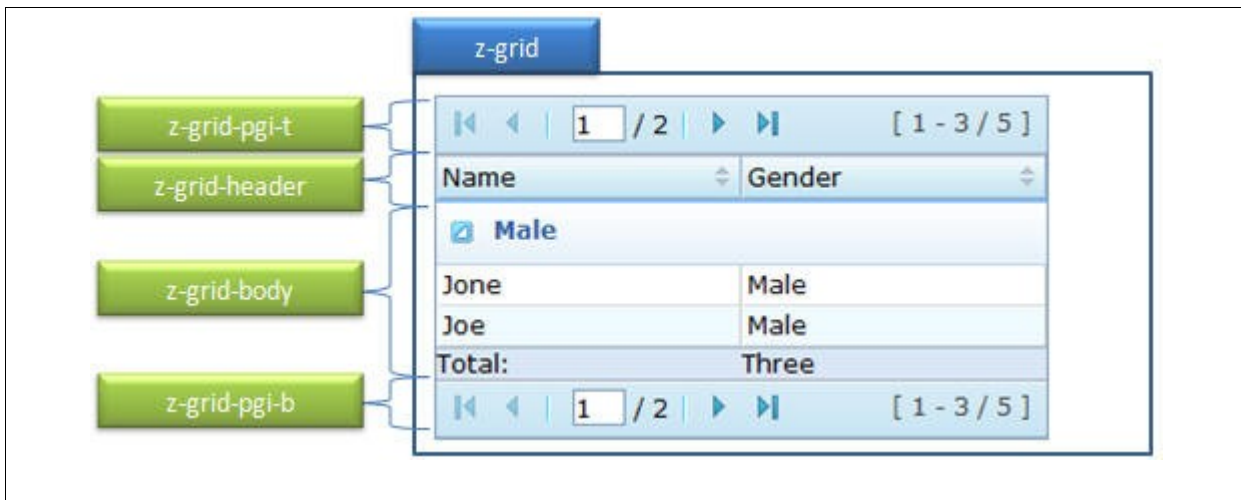 z-grid
z-grid-pgi-t
1 / 2 [ 1 - 3 / 5 ]
z-grid-header
Name Gender
Male
z-grid-body
Jone Male
Joe Male
Total: Three
z-grid-pgi-b
1 / 2 [ 1 - 3 / 5 ]